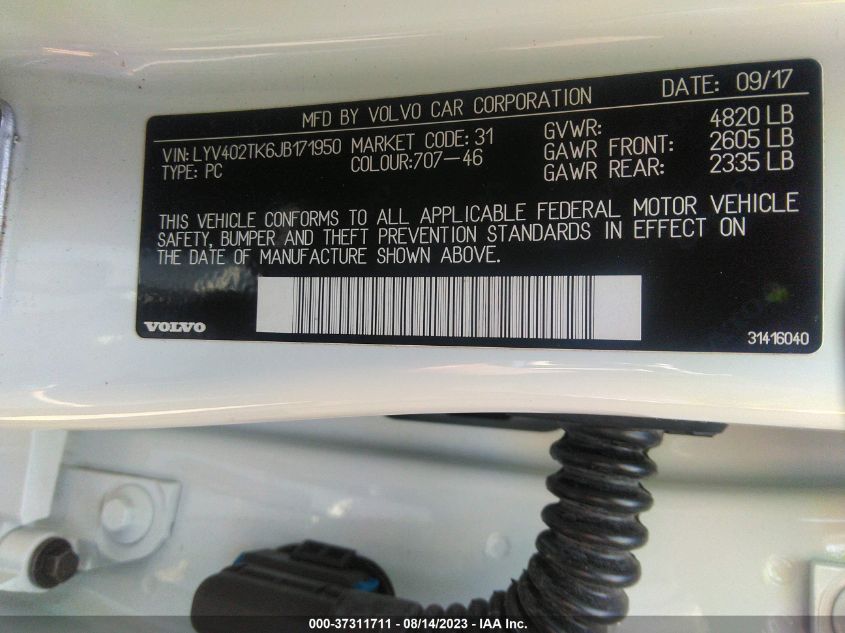 MFD BY VOLVO CAR CORPORATION DATE: 09/17
VIN: LYV402TK6JB171950 MARKET CODE: 31 GVWR: 4820 LB
TYPE: PC COLOUR:707-46 GAWR FRONT: 2605 LB
GAWR REAR: 2335 LB
THIS VEHICLE CONFORMS TO ALL APPLICABLE FEDERAL MOTOR VEHICLE
SAFETY, BUMPER AND THEFT PREVENTION STANDARDS IN EFFECT ON
THE DATE OF MANUFACTURE SHOWN ABOVE.
VOLVO
31416040
000-37311711 - 08/14/2023 - IAA Inc.